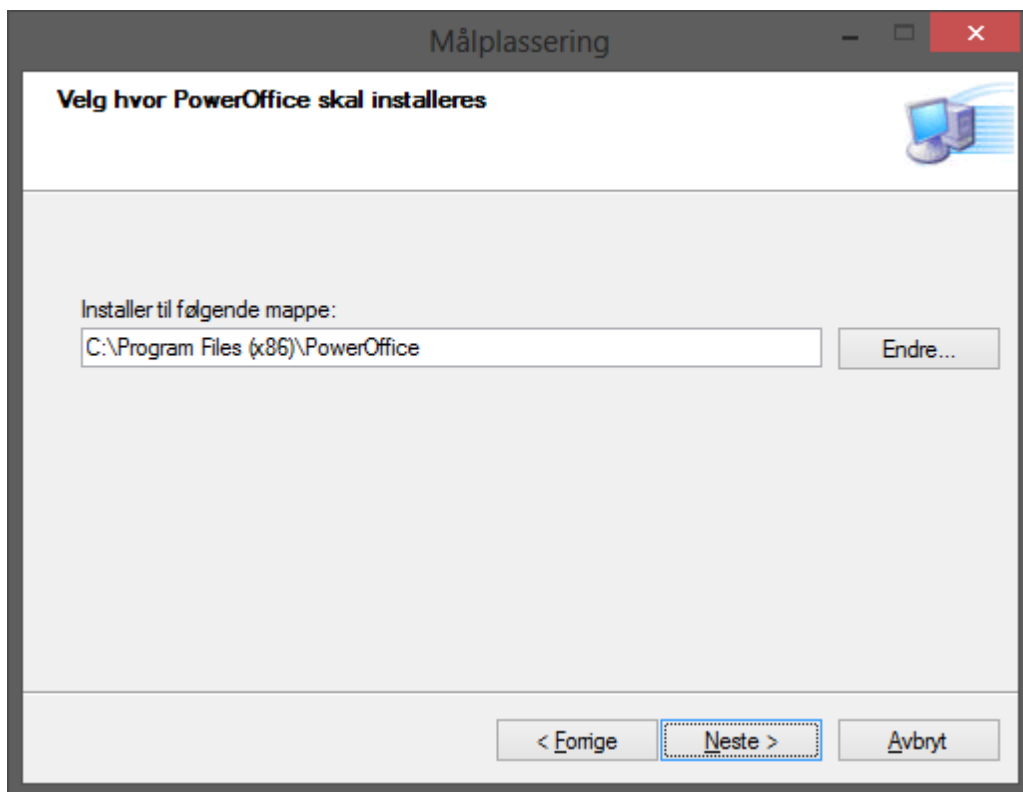 Målplassering
Velg hvor PowerOffice skal installeres
Installer til følgende mappe:
C:\Program Files (x86)\PowerOffice
Endre...
< Forrige
Neste >
Avbryt